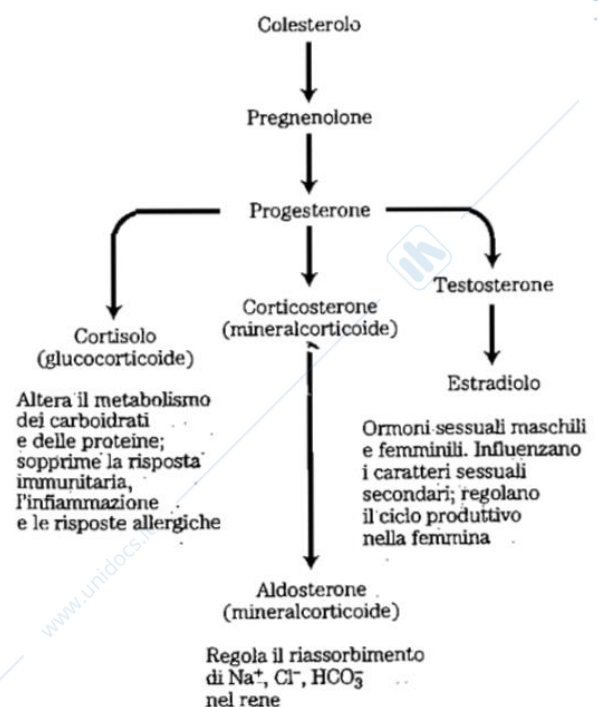 Colesterolo
Pregnenolone
Progesterone
Cortisolo
(glucocorticoide)
Altera il metabolismo
dei carboidrati
e delle proteine;
sopprime la risposta
immunitaria,
l'infiammazione
e le risposte allergiche
Corticosterone
(mineralcorticoide)
Testosterone
Estradiolo
Ormoni sessuali maschili
e femminili. Influenzano
i caratteri sessuali
secondari; regolano
il ciclo produttivo
nella femmina
Aldosterone
(mineralcorticoide)
Regola il riassorbimento
di Na⁺, Cl⁻, HCO₃⁻
nel rene
www.unidocs.i